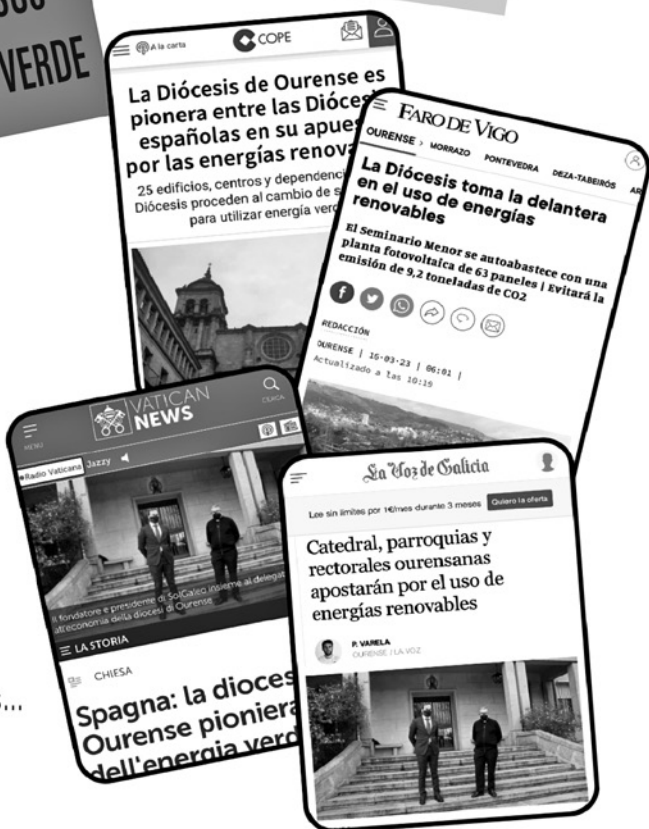 VERDE
A la carta
COPE
La Diócesis de Ourense es
pionera entre las Dióces
españolas en su apues
por las energías renov
25 edificios, centros y dependenci
Diócesis proceden al cambio de s
para utilizar energía verd
FARO DE VIGO
OURENSE > MORRAZO PONTEVEDRA DEZA-TABEIRÓS AR
La Diócesis toma la delantera
en el uso de energías
renovables
El Seminario Menor se autoabastece con una
planta fotovoltaica de 63 paneles | Evitará la
emisión de 9,2 toneladas de CO2
REDACCIÓN
OURENSE | 16·03·23 | 06:01 |
Actualizado a las 10:19
MENU
VATICAN
NEWS
CERCA
Radio Vaticana Jazzy
Il fondatore e presidente di SolGaleo insieme al delegat
all'economia della diocesi di Ourense
LA STORIA
CHIESA
Spagna: la dioces
Ourense pioniera
dell'energia verd
La Voz de Galicia
Lee sin límites por 1€/mes durante 3 meses Quiero la oferta
Catedral, parroquias y
rectorales ourensanas
apostarán por el uso de
energías renovables
P. VARELA
OURENSE / LA VOZ